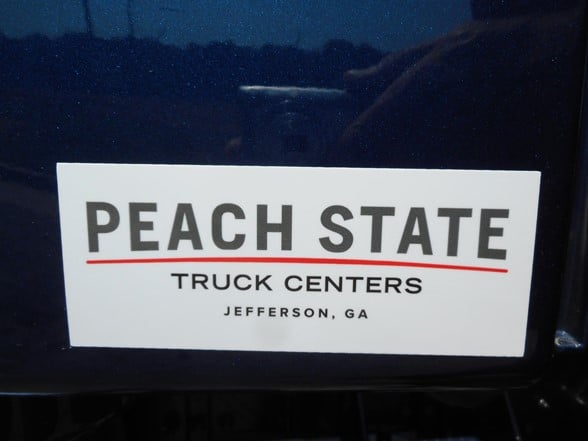 PEACH STATE
TRUCK CENTERS
JEFFERSON, GA